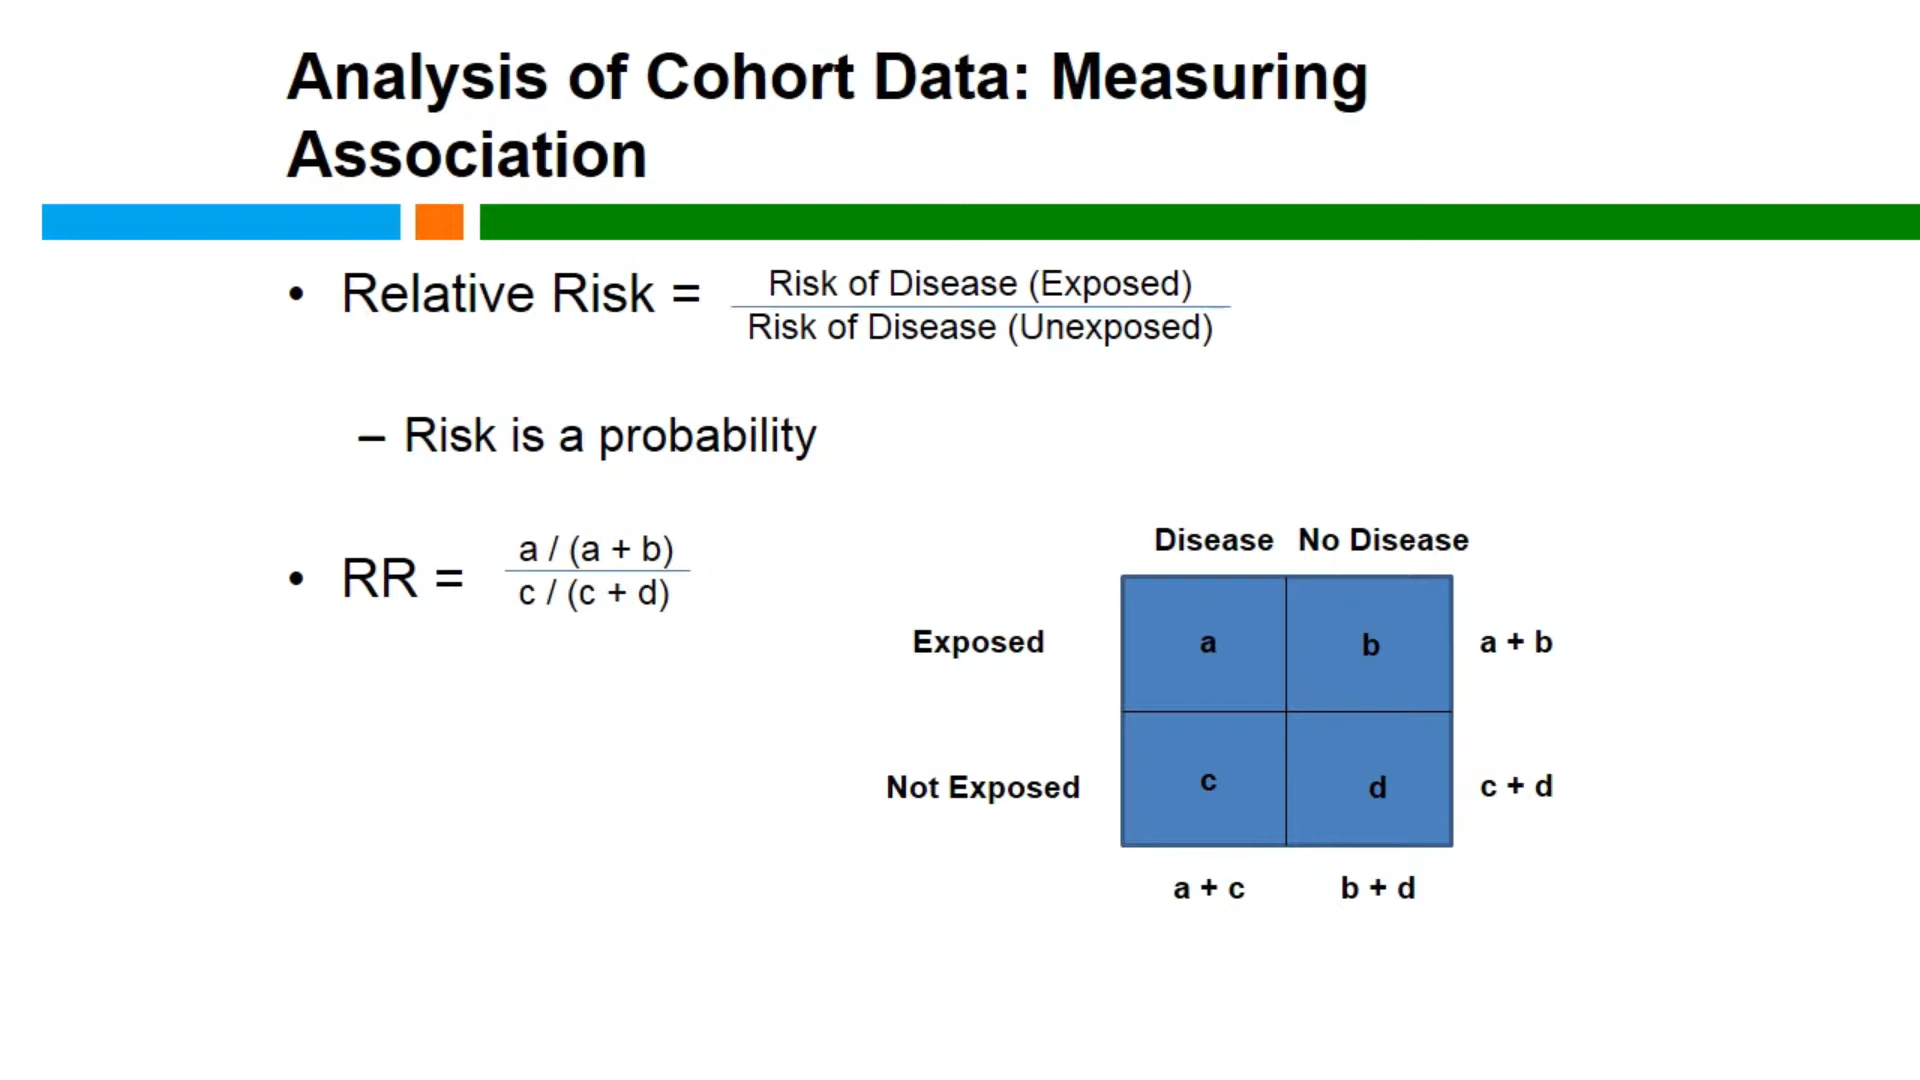 Analysis of Cohort Data: Measuring
Association
• Relative Risk =
Risk of Disease (Exposed)
Risk of Disease (Unexposed)
– Risk is a probability
• RR =
a / (a + b)
c / (c + d)
Disease No Disease
Exposed a b a + b
Not Exposed c d c + d
a + c b + d